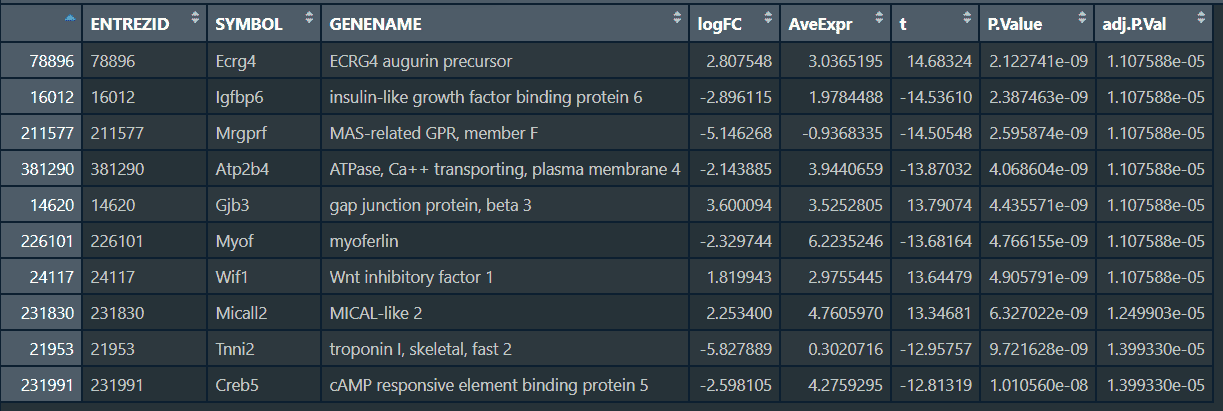 ENTREZID SYMBOL GENENAME logFC AveExpr t P.Value adj.P.Val
78896 78896 Ecrg4 ECRG4 augurin precursor 2.807548 3.0365195 14.68324 2.122741e-09 1.107588e-05
16012 16012 Igfbp6 insulin-like growth factor binding protein 6 -2.896115 1.9784488 -14.53610 2.387463e-09 1.107588e-05
211577 211577 Mrgprf MAS-related GPR, member F -5.146268 -0.9368335 -14.50548 2.595874e-09 1.107588e-05
381290 381290 Atp2b4 ATPase, Ca++ transporting, plasma membrane 4 -2.143885 3.9440659 -13.87032 4.068604e-09 1.107588e-05
14620 14620 Gjb3 gap junction protein, beta 3 3.600094 3.5252805 13.79074 4.435571e-09 1.107588e-05
226101 226101 Myof myoferlin -2.329744 6.2235246 -13.68164 4.766155e-09 1.107588e-05
24117 24117 Wif1 Wnt inhibitory factor 1 1.819943 2.9755445 13.64479 4.905791e-09 1.107588e-05
231830 231830 Micall2 MICAL-like 2 2.253400 4.7605970 13.34681 6.327022e-09 1.249903e-05
21953 21953 Tnni2 troponin I, skeletal, fast 2 -5.827889 0.3020716 -12.95757 9.721628e-09 1.399330e-05
231991 231991 Creb5 cAMP responsive element binding protein 5 -2.598105 4.2759295 -12.81319 1.010560e-08 1.399330e-05